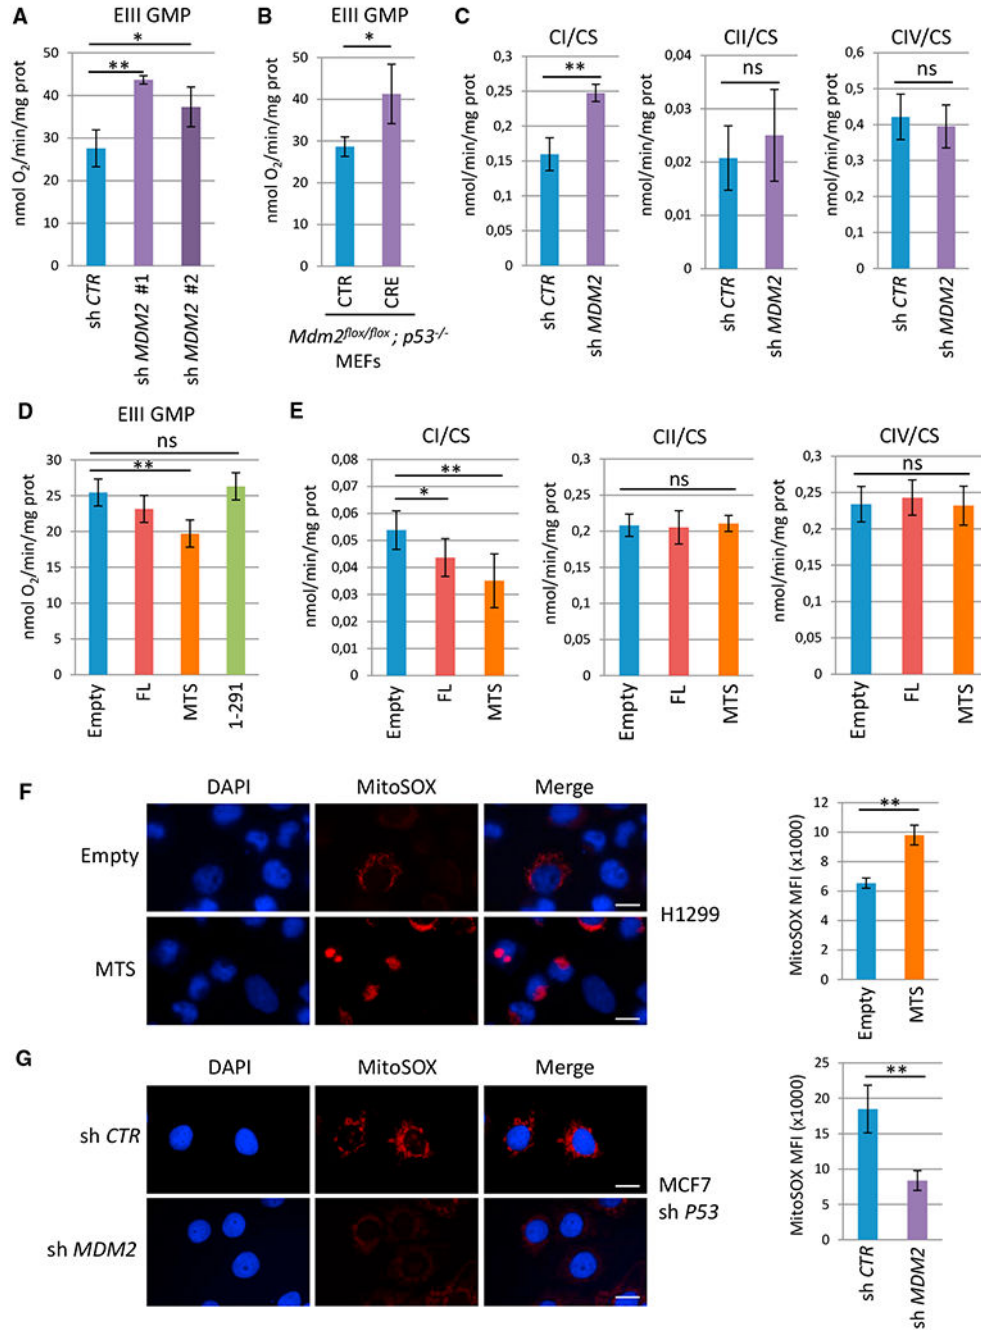 A
EIII GMP
nmol O₂/min/mg prot
50
40
30
20
10
0
*
**
sh CTR
sh MDM2 #1
sh MDM2 #2
B
EIII GMP
nmol O₂/min/mg prot
50
40
30
20
10
0
*
CTR
CRE
Mdm2flox/flox ; p53-/-
MEFs
C
CI/CS
nmol/min/mg prot
0,3
0,25
0,2
0,15
0,1
0,05
0
**
sh CTR
sh MDM2
CII/CS
nmol/min/mg prot
0,04
0,03
0,02
0,01
0,00
ns
sh CTR
sh MDM2
CIV/CS
nmol/min/mg prot
0,6
0,5
0,4
0,3
0,2
0,1
0
ns
sh CTR
sh MDM2
D
EIII GMP
nmol O₂/min/mg prot
30
25
20
15
10
5
0
ns
**
Empty
FL
MTS
1-291
E
CI/CS
nmol/min/mg prot
0,08
0,07
0,06
0,05
0,04
0,03
0,02
0,01
0
**
*
Empty
FL
MTS
CII/CS
nmol/min/mg prot
0,3
0,25
0,2
0,15
0,1
0,05
0
ns
Empty
FL
MTS
CIV/CS
nmol/min/mg prot
0,3
0,25
0,2
0,15
0,1
0,05
0
ns
Empty
FL
MTS
F
DAPI
MitoSOX
Merge
Empty
MTS
H1299
MitoSOX MFI (x1000)
12
10
8
6
4
2
0
**
Empty
MTS
G
DAPI
MitoSOX
Merge
sh CTR
sh MDM2
MCF7
sh P53
MitoSOX MFI (x1000)
25
20
15
10
5
0
**
sh CTR
sh MDM2